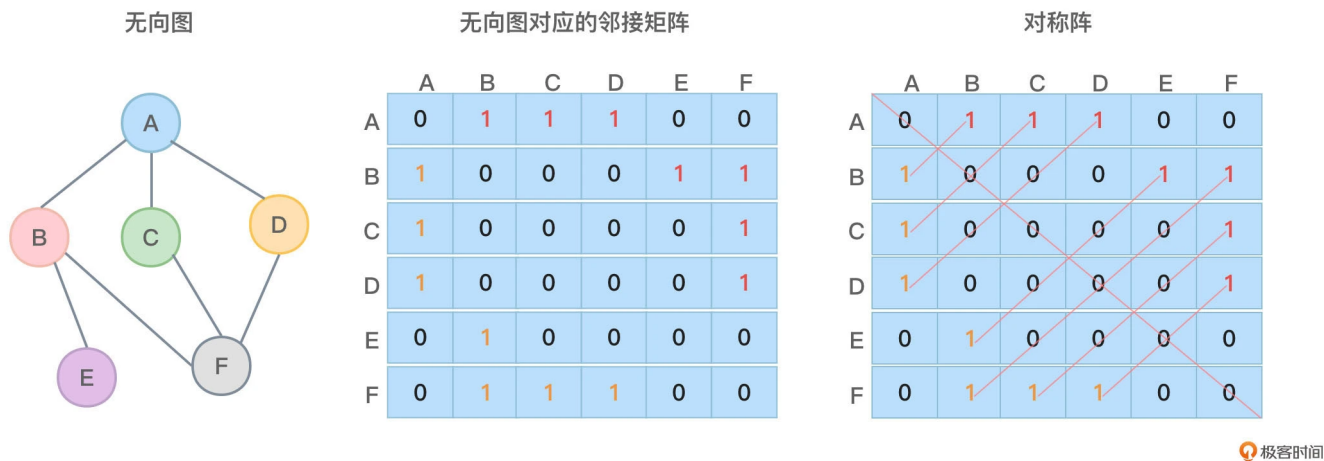 无向图
A
B
C
D
E
F
无向图对应的邻接矩阵
A B C D E F
A 0 1 1 1 0 0
B 1 0 0 0 1 1
C 1 0 0 0 0 1
D 1 0 0 0 0 1
E 0 1 0 0 0 0
F 0 1 1 1 0 0
对称阵
A B C D E F
A 0 1 1 1 0 0
B 1 0 0 0 1 1
C 1 0 0 0 0 1
D 1 0 0 0 0 1
E 0 1 0 0 0 0
F 0 1 1 1 0 0
极客时间